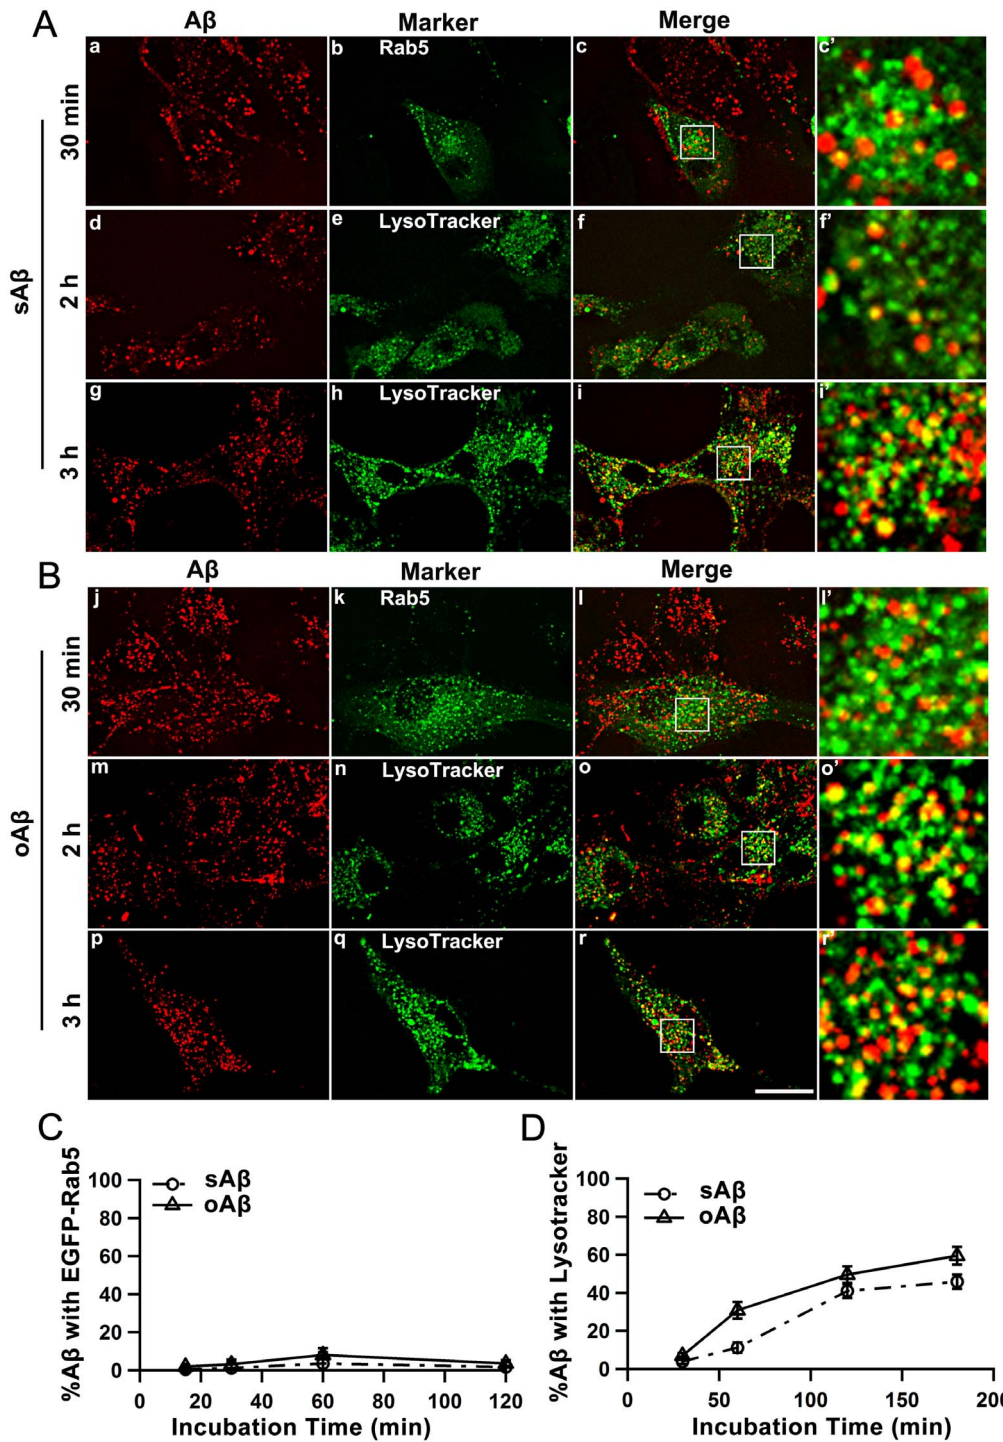 A
Aβ
Marker
Merge
a
b
Rab5
c
c'
30 min
d
e
LysoTracker
f
f'
2 h
sAβ
g
h
LysoTracker
i
i'
3 h
B
Aβ
Marker
Merge
j
k
Rab5
l
l'
30 min
m
n
LysoTracker
o
o'
2 h
oAβ
p
q
LysoTracker
r
r'
3 h
C
%Aβ with EGFP-Rab5
100
80
60
40
20
0
sAβ
oAβ
0
20
40
60
80
100
120
Incubation Time (min)
D
%Aβ with Lysotracker
100
80
60
40
20
0
sAβ
oAβ
0
50
100
150
200
Incubation Time (min)